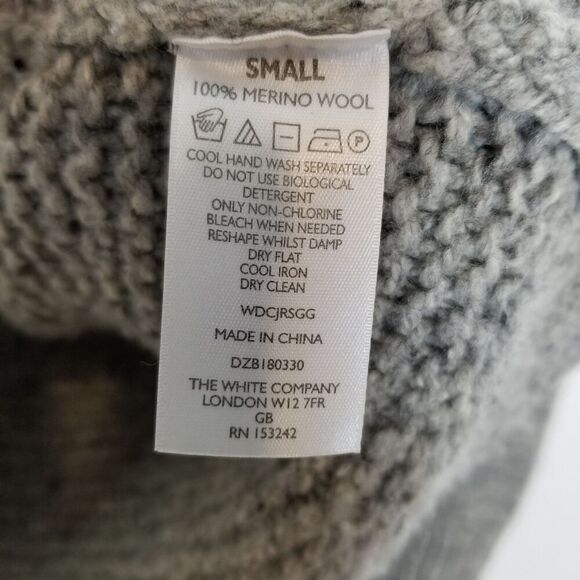 SMALL
100% MERINO WOOL
P
COOL HAND WASH SEPARATELY
DO NOT USE BIOLOGICAL
DETERGENT
ONLY NON-CHLORINE
BLEACH WHEN NEEDED
RESHAPE WHILST DAMP
DRY FLAT
COOL IRON
DRY CLEAN
WDCJRSGG
MADE IN CHINA
DZB180330
THE WHITE COMPANY
LONDON W12 7FR
GB
RN 153242